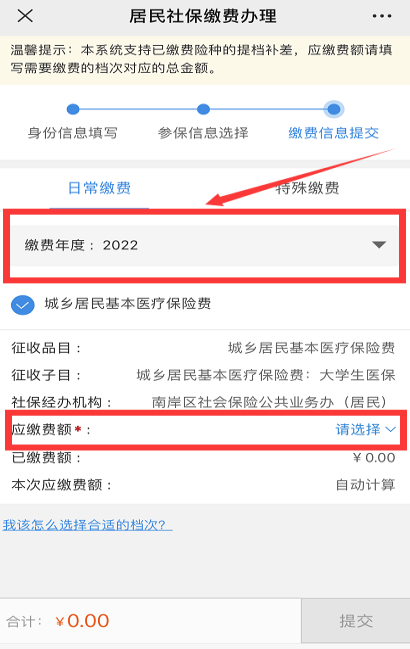 居民社保缴费办理
温馨提示：本系统支持已缴费险种的提档补差，应缴费额请填
写需要缴费的档次对应的总金额。
身份信息填写 参保信息选择 缴费信息提交
日常缴费 特殊缴费
缴费年度：2022
城乡居民基本医疗保险费
征收品目： 城乡居民基本医疗保险费
征收子目： 城乡居民基本医疗保险费：大学生医保
社保经办机构： 南岸区社会保险公共业务办（居民）
应缴费额*： 请选择
已缴费额： ￥0.00
本次应缴费额： 自动计算
我该怎么选择合适的档次？
合计： ￥0.00 提交